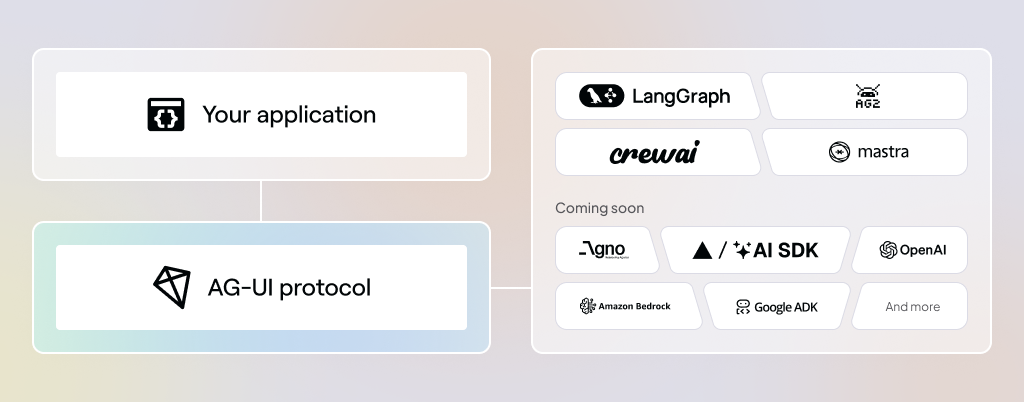 Your application
AG-UI protocol
LangGraph
AG2
crewai
mastra
Coming soon
Agno
/ AI SDK
OpenAI
Amazon Bedrock
Google ADK
And more